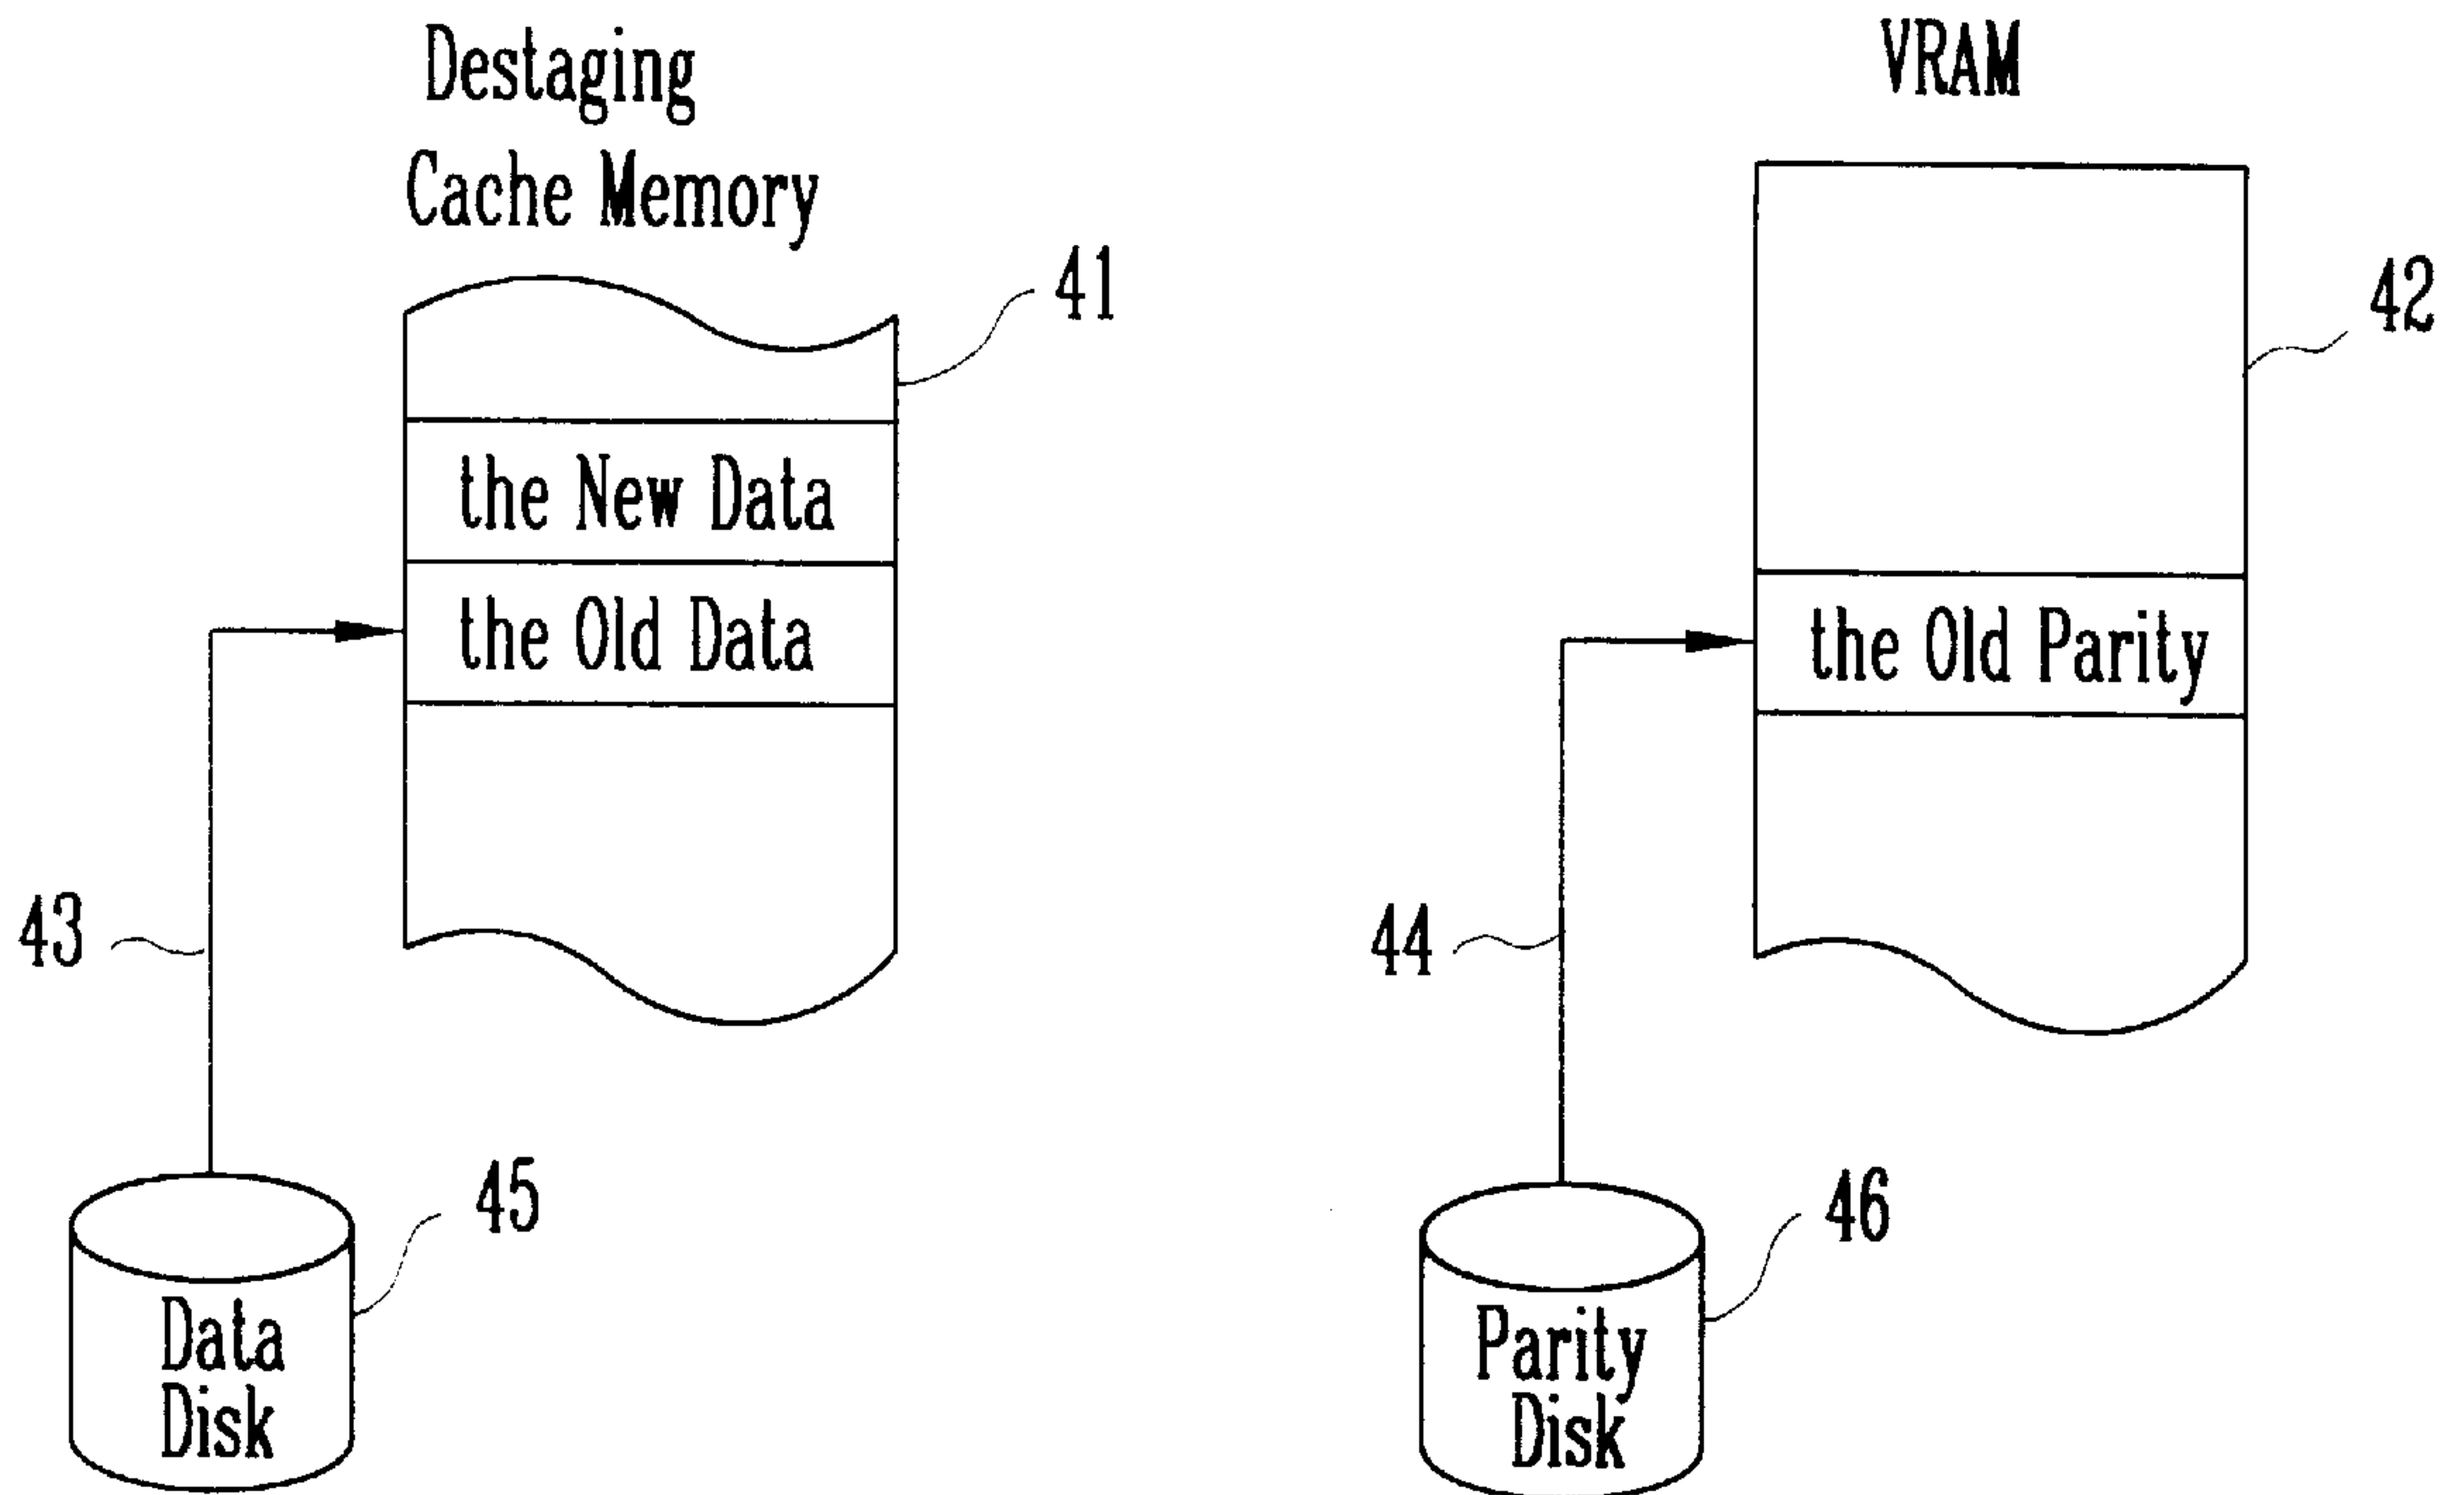 Destaging
Cache Memory
41
the New Data
the Old Data
43
45
Data
Disk
VRAM
42
the Old Parity
44
46
Parity
Disk